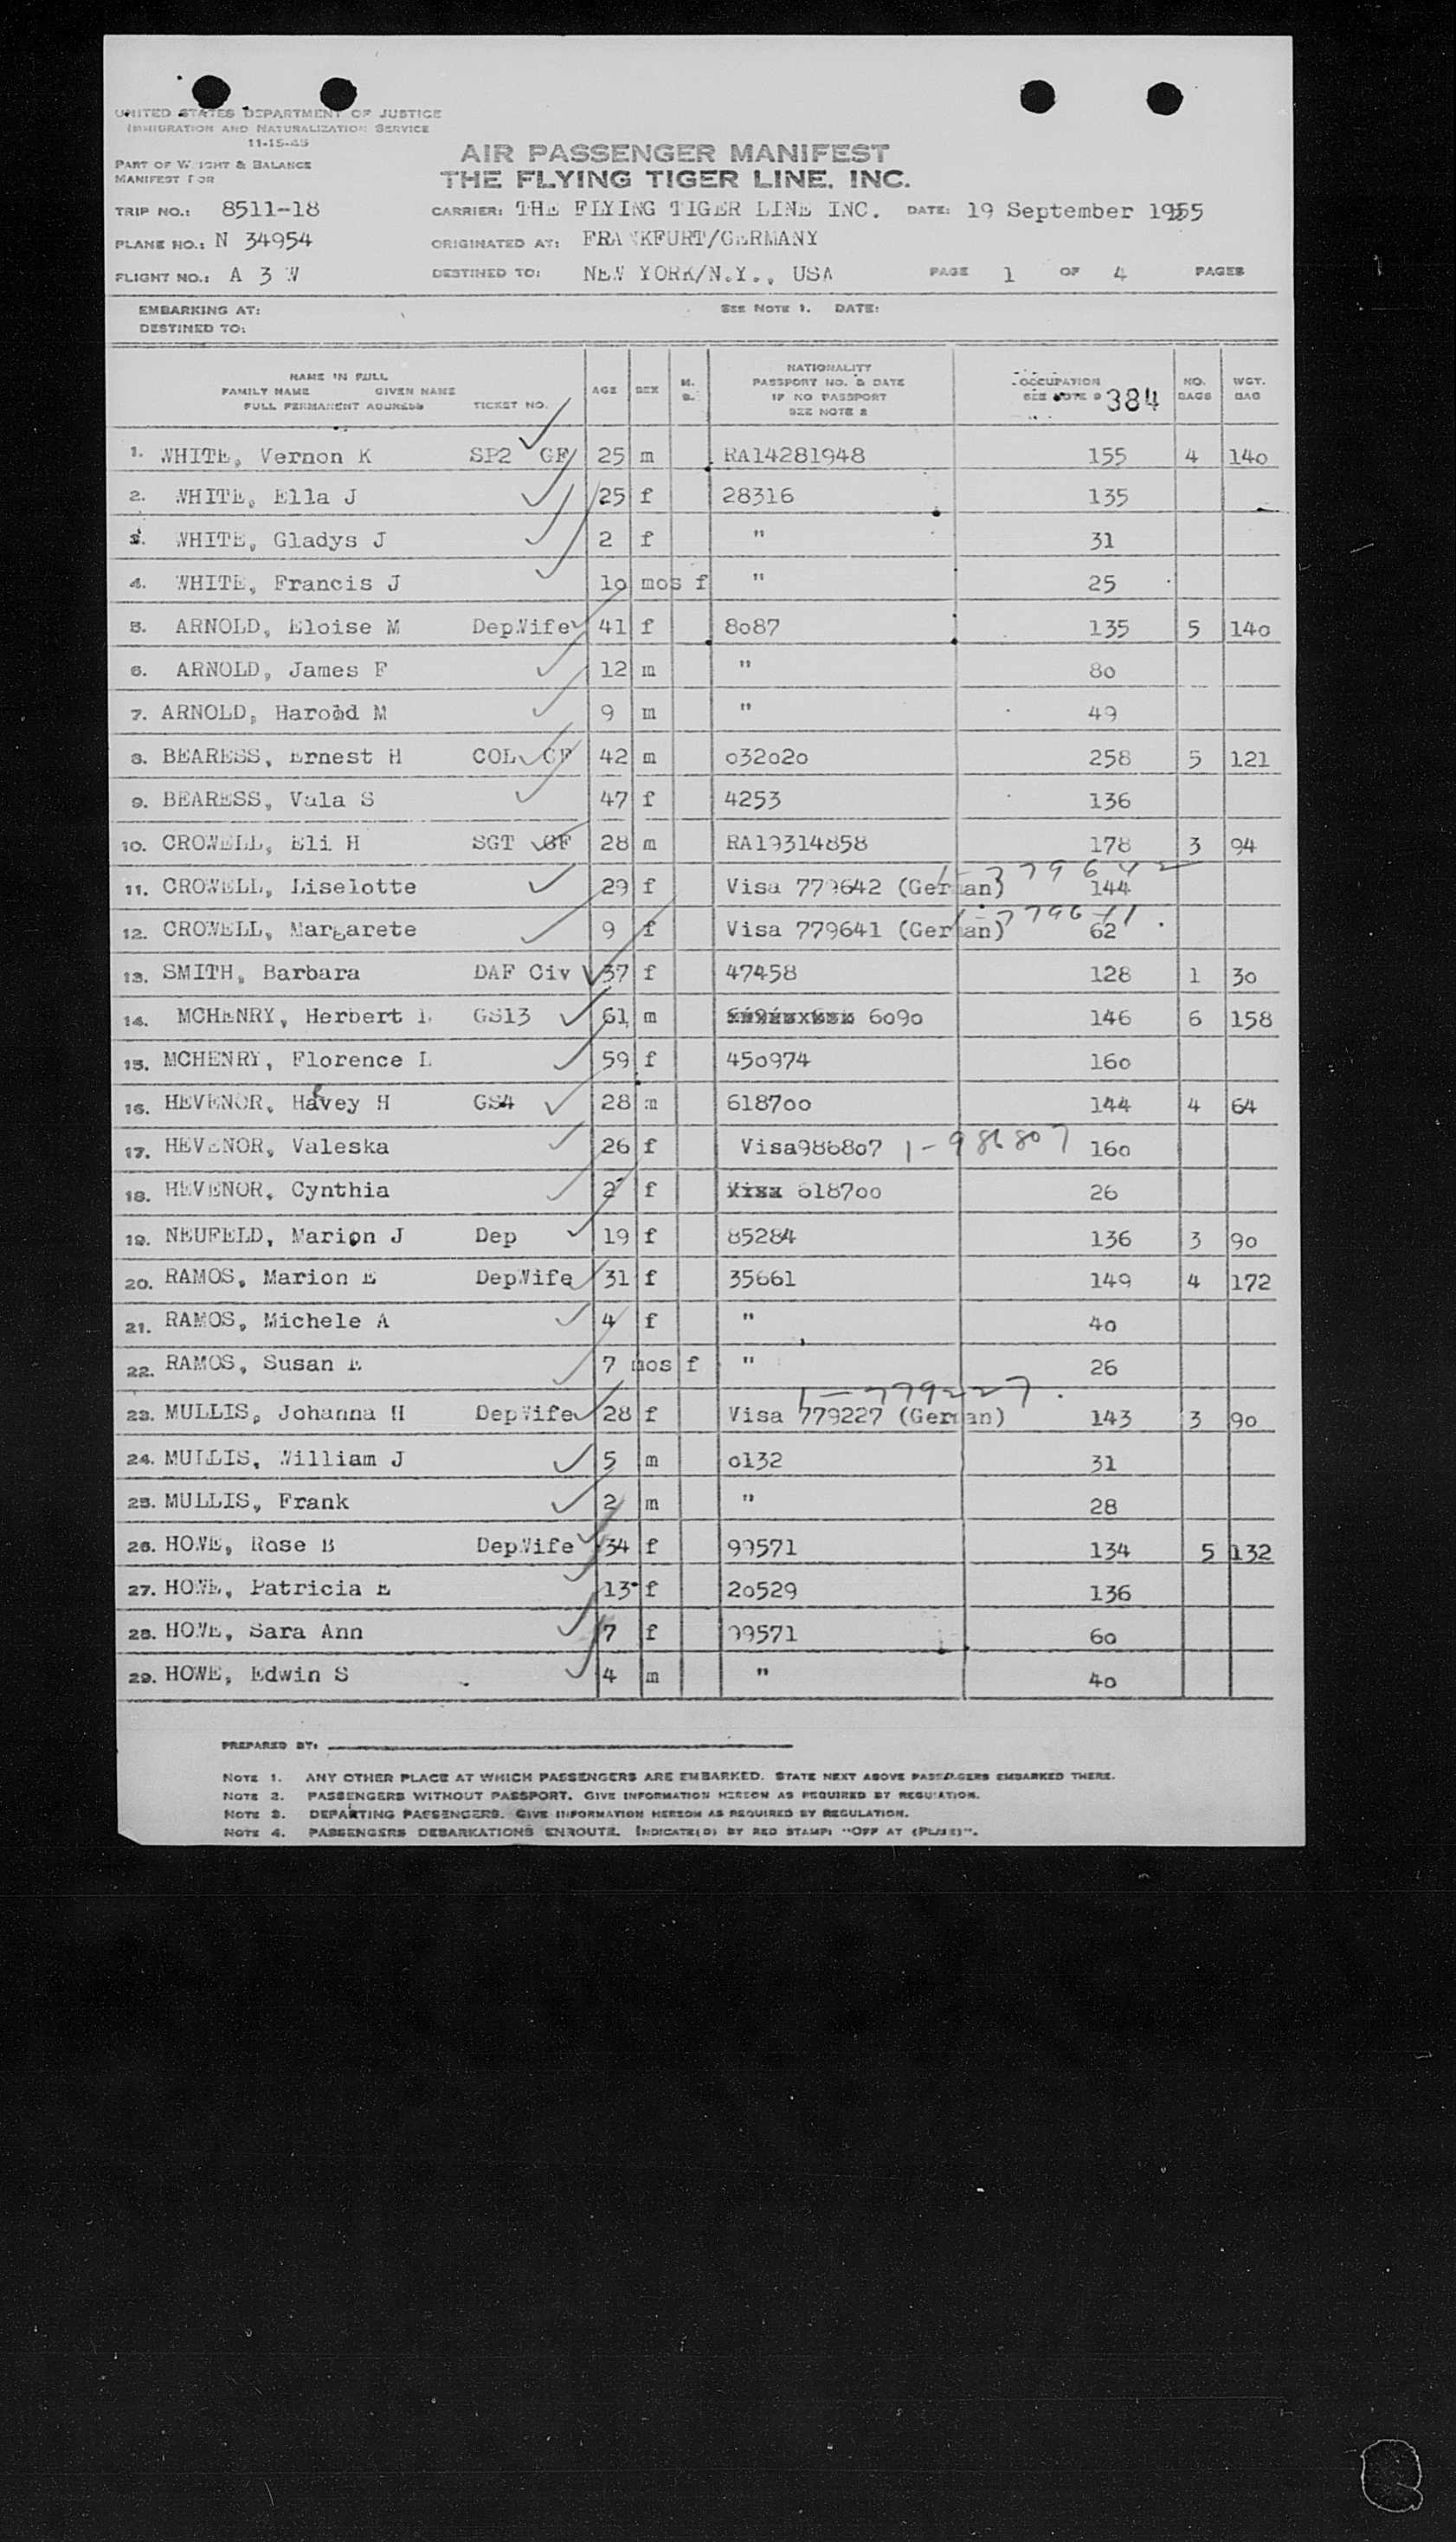 UNITED STATES DEPARTMENT OF JUSTICE
IMMIGRATION AND NATURALIZATION SERVICE
11-15-45
PART OF WEIGHT & BALANCE
MANIFEST FOR
AIR PASSENGER MANIFEST
THE FLYING TIGER LINE, INC.
TRIP NO.: 8511-18 CARRIER: THE FLYING TIGER LINE INC. DATE: 19 September 1955
PLANE NO.: N 34954 ORIGINATED AT: FRANKFURT/GERMANY
FLIGHT NO.: A 3 W DESTINED TO: NEW YORK/N.Y., USA PAGE 1 OF 4 PAGES
EMBARKING AT: SEE NOTE 1. DATE:
DESTINED TO:
NAME IN FULL
FAMILY NAME GIVEN NAME
FULL PERMANENT ADDRESS TICKET NO. AGE SEX M. S. NATIONALITY PASSPORT NO. & DATE IF NO PASSPORT SEE NOTE 2 OCCUPATION SEE NOTE 384 NO. BAGS WGT. BAG
1. WHITE, Vernon K SP2 GF 25 m RA14281948 155 4 140
2. WHITE, Ella J 25 f 28316 135
3. WHITE, Gladys J 2 f " 31
4. WHITE, Francis J 10 mos f " 25
5. ARNOLD, Eloise M DepWife 41 f 8087 135 5 140
6. ARNOLD, James F 12 m " 80
7. ARNOLD, Harold M 9 m " 49
8. BEARESS, Ernest H COL GF 42 m 032020 258 5 121
9. BEARESS, Vula S 47 f 4253 136
10. CROWELL, Eli H SGT GF 28 m RA19314858 178 3 94
1-779642
11. CROWELL, Liselotte 29 f Visa 779642 (German) 144
1-779641
12. CROWELL, Margarete 9 f Visa 779641 (German) 62
13. SMITH, Barbara DAF Civ 37 f 47458 128 1 30
14. MCHENRY, Herbert L GS13 61 m 6090 146 6 158
15. MCHENRY, Florence L 59 f 450974 160
16. HEVENOR, Havey H GS4 28 m 618700 144 4 64
17. HEVENOR, Valeska 26 f Visa986807 1-986807 160
18. HEVENOR, Cynthia 2 f Visa 618700 26
19. NEUFELD, Marion J Dep 19 f 85284 136 3 90
20. RAMOS, Marion E DepWife 31 f 35661 149 4 172
21. RAMOS, Michele A 4 f " 40
22. RAMOS, Susan E 7 mos f " 26
1-779227
23. MULLIS, Johanna H DepWife 28 f Visa 779227 (German) 143 3 90
24. MULLIS, William J 5 m 0132 31
25. MULLIS, Frank 2 m " 28
26. HOWE, Rose B DepWife 34 f 99571 134 5 132
27. HOWE, Patricia E 13 f 20529 136
28. HOWE, Sara Ann 7 f 99571 60
29. HOWE, Edwin S 4 m " 40
PREPARED BY:
NOTE 1. ANY OTHER PLACE AT WHICH PASSENGERS ARE EMBARKED. STATE NEXT ABOVE PASSENGERS EMBARKED THERE.
NOTE 2. PASSENGERS WITHOUT PASSPORT. GIVE INFORMATION HEREON AS REQUIRED BY REGULATION.
NOTE 3. DEPARTING PASSENGERS. GIVE INFORMATION HEREON AS REQUIRED BY REGULATION.
NOTE 4. PASSENGERS DEBARKATIONS ENROUTE. INDICATE(D) BY RED STAMP: "OFF AT (PLACE)".